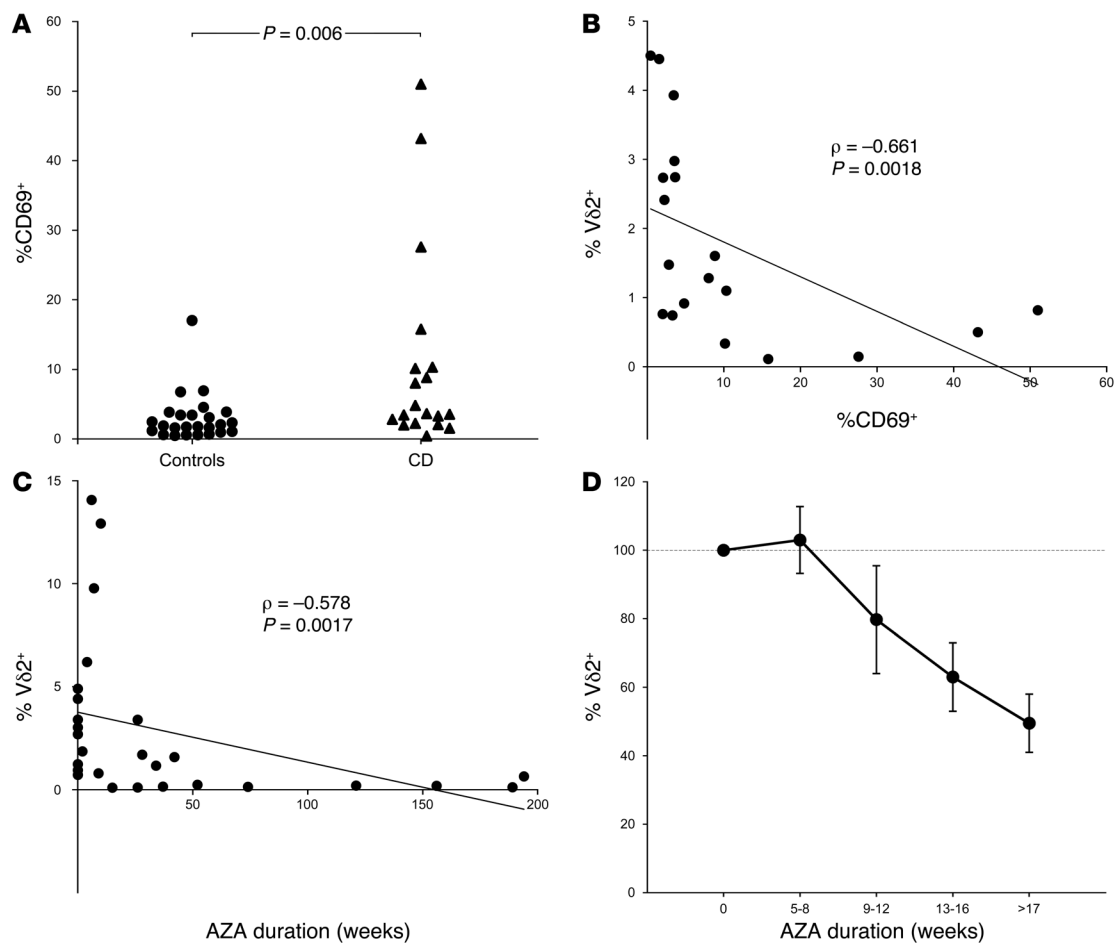 A
60
50
40
30
20
10
0
%CD69⁺
P = 0.006
Controls
CD
B
5
4
3
2
1
0
% Vδ2⁺
ρ = –0.661
P = 0.0018
10
20
30
40
50
60
%CD69⁺
C
15
10
5
0
% Vδ2⁺
ρ = –0.578
P = 0.0017
50
100
150
200
AZA duration (weeks)
D
120
100
80
60
40
20
0
% Vδ2⁺
0
5-8
9-12
13-16
>17
AZA duration (weeks)